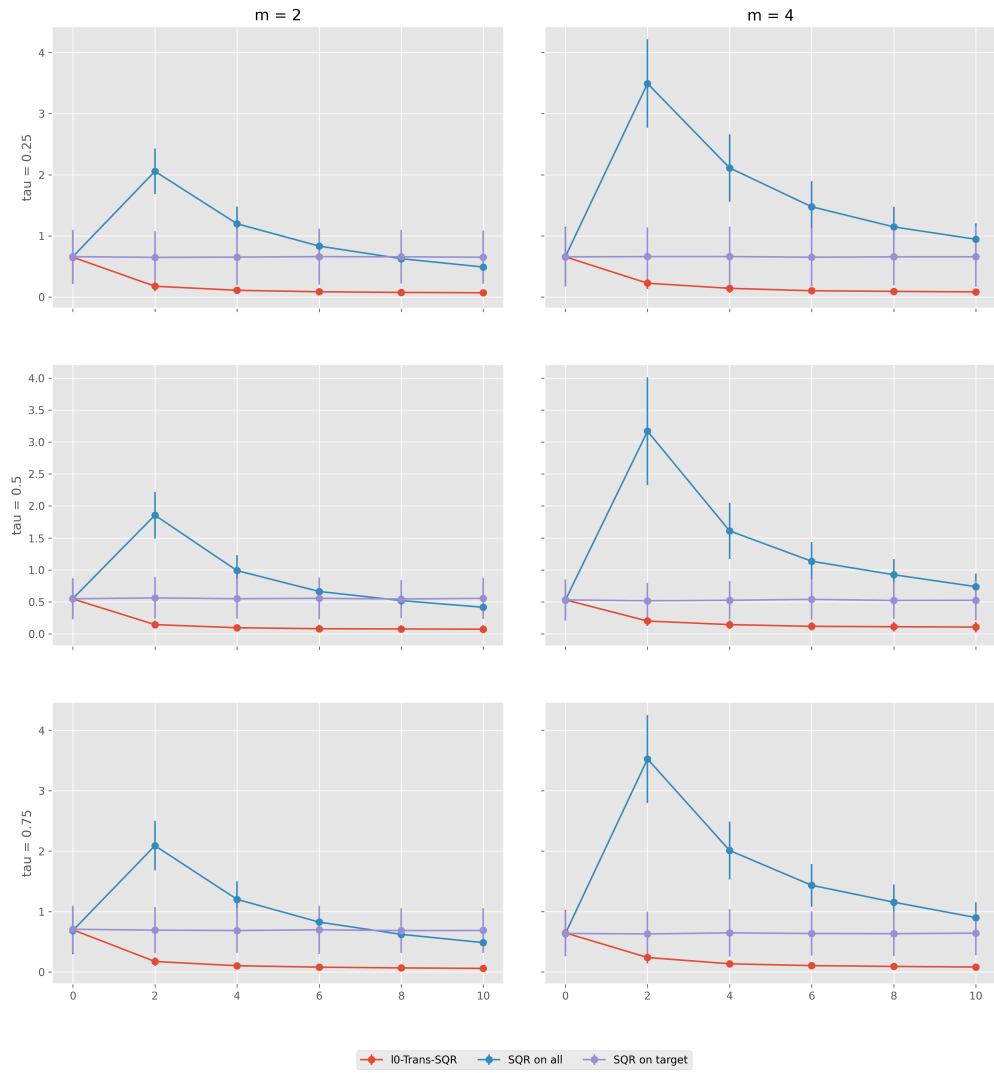 m = 2
m = 4
tau = 0.25
4
3
2
1
0
tau = 0.5
4.0
3.5
3.0
2.5
2.0
1.5
1.0
0.5
0.0
tau = 0.75
4
3
2
1
0
0 2 4 6 8 10
0 2 4 6 8 10
l0-Trans-SQR SQR on all SQR on target